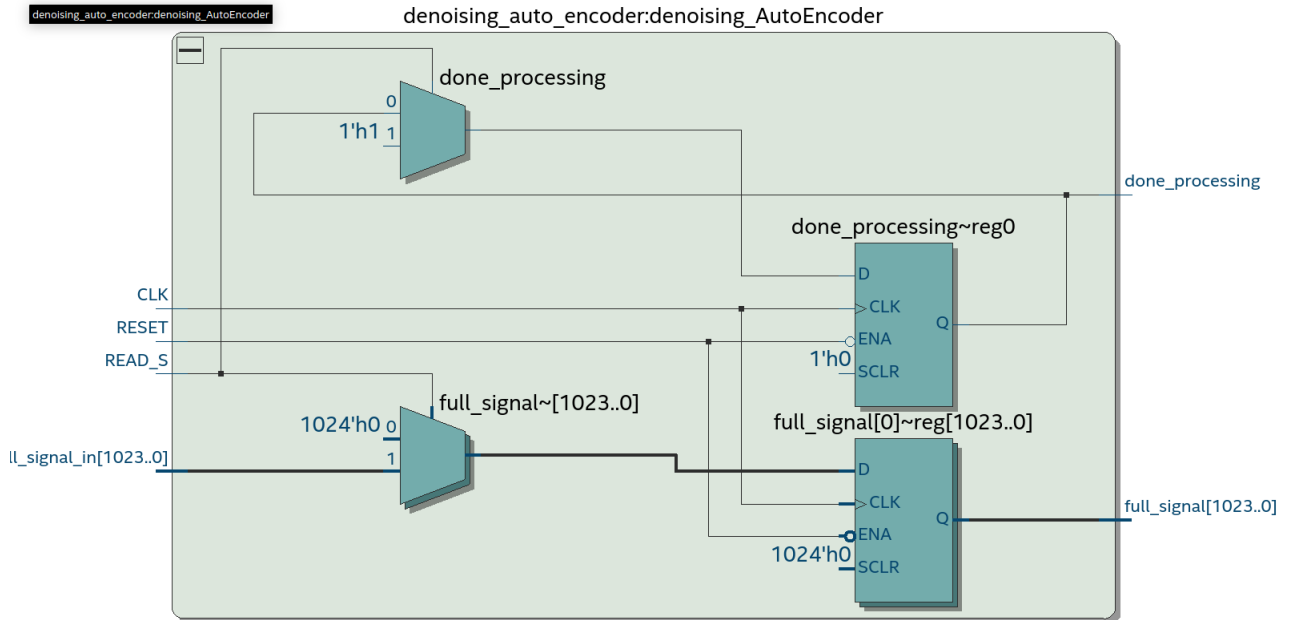 denoising_auto_encoder:denoising_AutoEncoder
denoising_auto_encoder:denoising_AutoEncoder
done_processing
0
1'h1 1
done_processing
done_processing~reg0
D
CLK
CLK
RESET
Q
ENA
READ_S
1'h0
SCLR
full_signal~[1023..0]
1024'h0 0
full_signal[0]~reg[1023..0]
ll_signal_in[1023..0]
1
D
CLK
full_signal[1023..0]
Q
ENA
1024'h0
SCLR